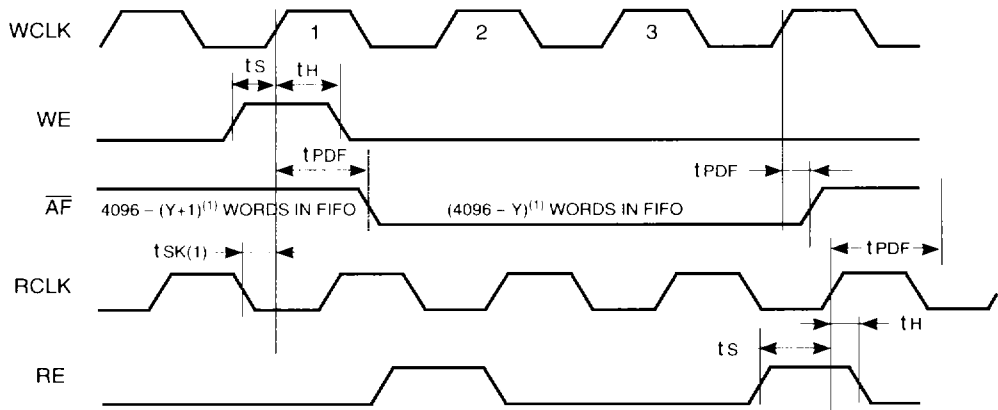 WCLK 1 2 3
tS tH
WE
tPDF tPDF
AF 4096 – (Y+1)(1) WORDS IN FIFO (4096 – Y)(1) WORDS IN FIFO
tSK(1) tPDF
RCLK
tS tH
RE